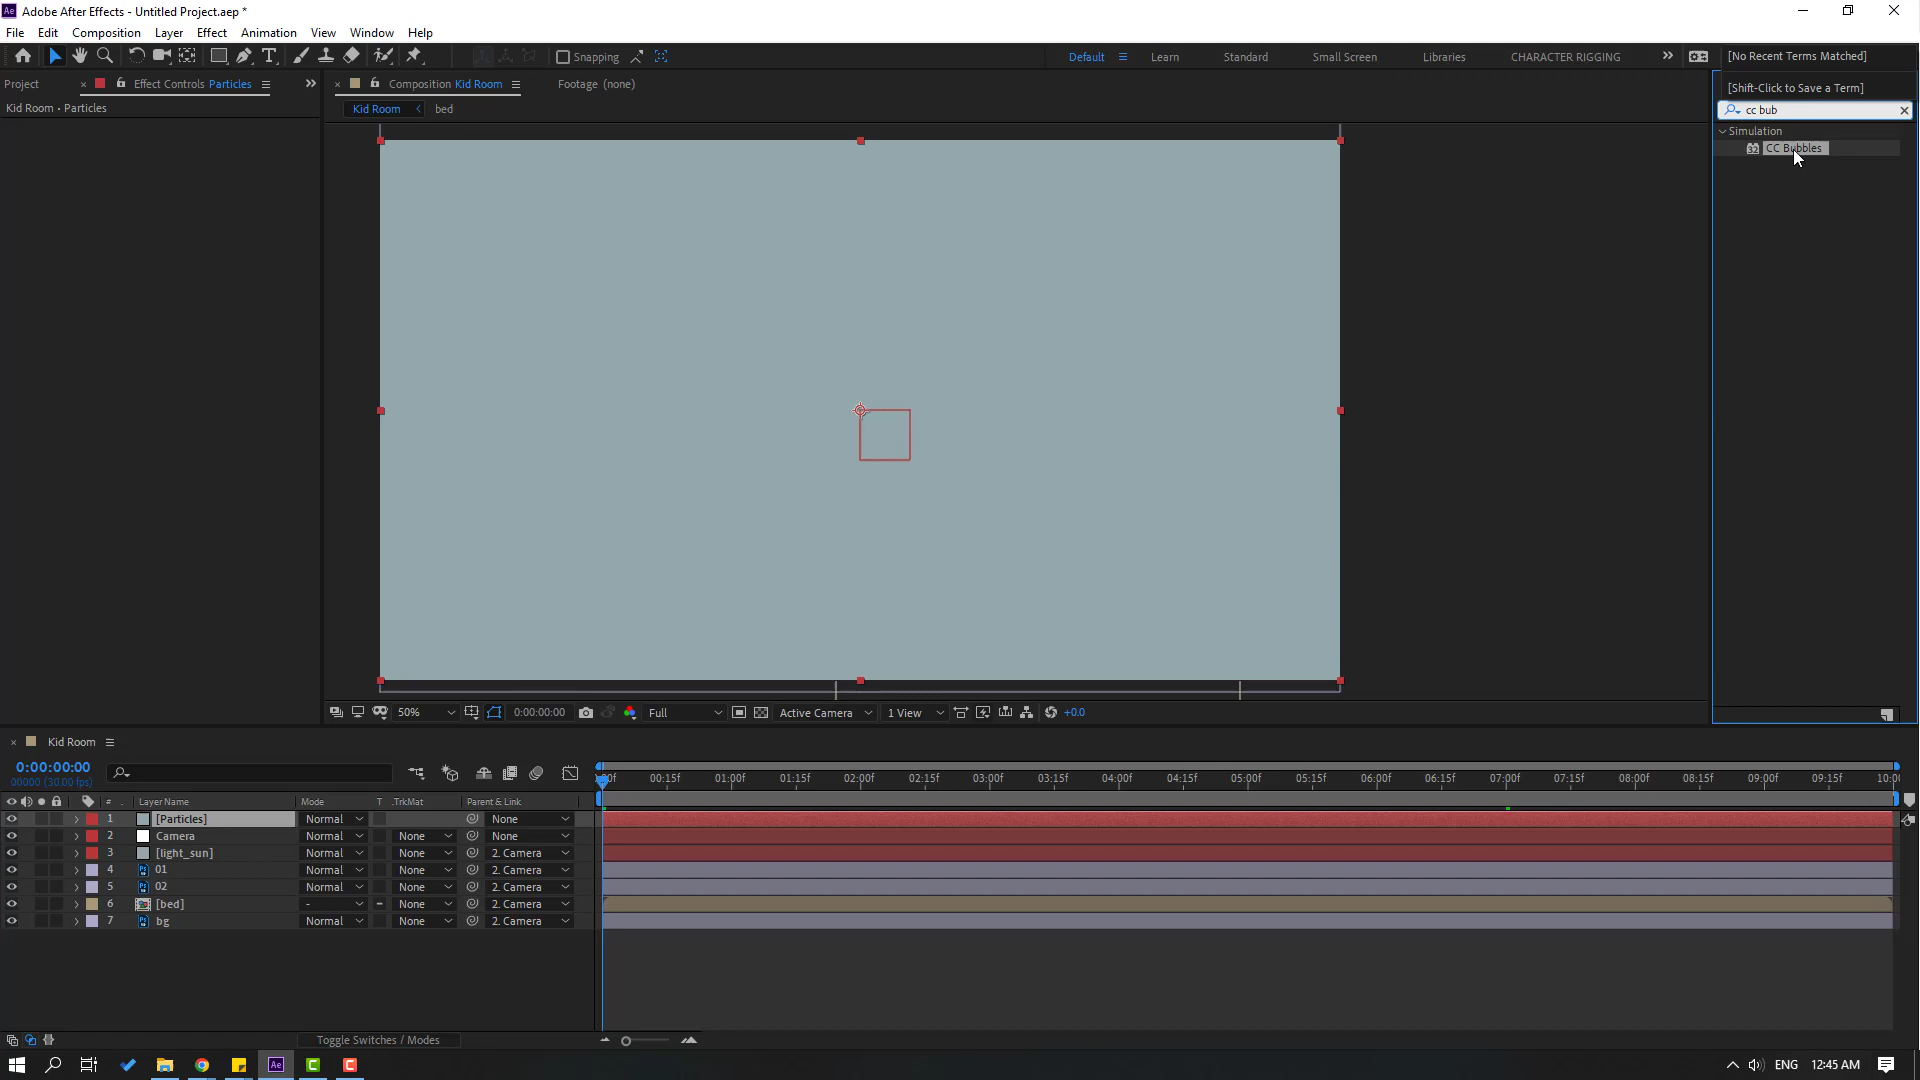 Adobe After Effects - Untitled Project.aep *
File Edit Composition Layer Effect Animation View Window Help
Snapping
Default Learn Standard Small Screen Libraries CHARACTER RIGGING
[No Recent Terms Matched]
Project
Effect Controls Particles
Composition Kid Room
Footage (none)
[Shift-Click to Save a Term]
Kid Room • Particles
Kid Room bed
cc bub
Simulation
CC Bubbles
50% 0:00:00:00 Full Active Camera 1 View +0.0
Kid Room
0:00:00:00
00000 (30.00 fps)
00f 00:15f 01:00f 01:15f 02:00f 02:15f 03:00f 03:15f 04:00f 04:15f 05:00f 05:15f 06:00f 06:15f 07:00f 07:15f 08:00f 08:15f 09:00f 09:15f 10:00
# Layer Name Mode T .TrkMat Parent & Link
1 [Particles] Normal None
2 Camera Normal None None
3 [light_sun] Normal None 2. Camera
4 01 Normal None 2. Camera
5 02 Normal None 2. Camera
6 [bed] - None 2. Camera
7 bg Normal None 2. Camera
Toggle Switches / Modes
Ae ENG 12:45 AM